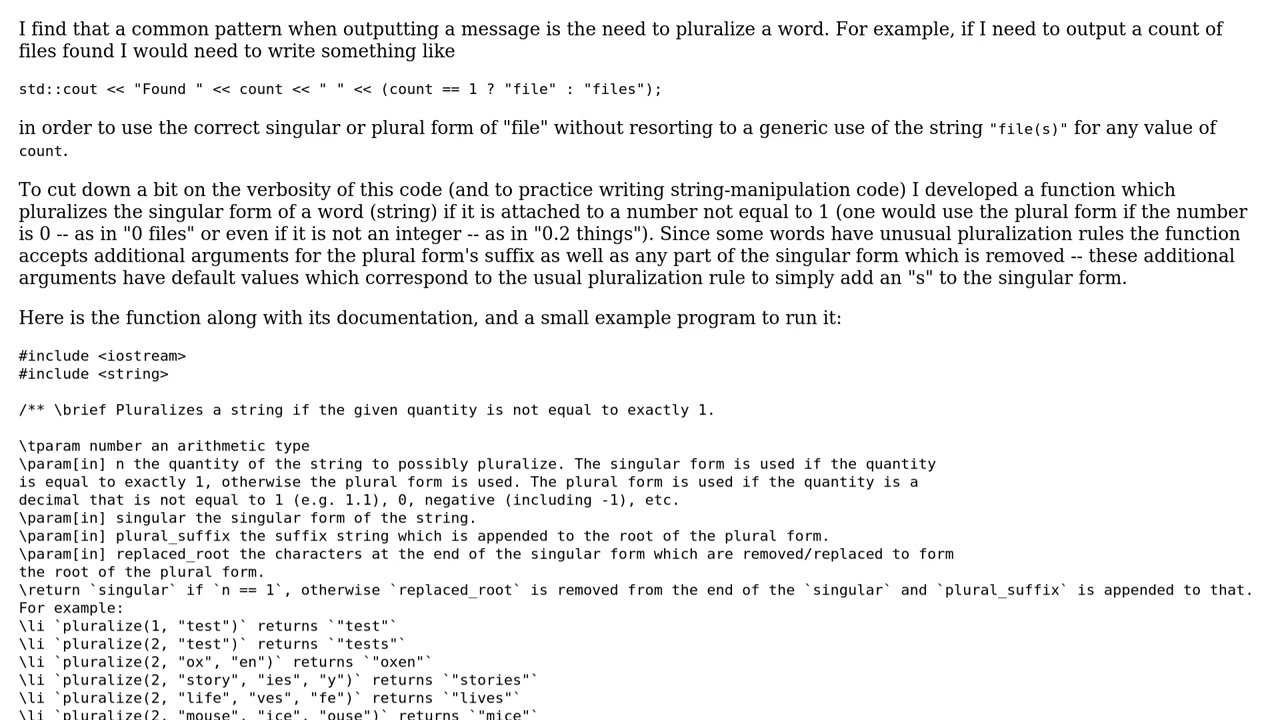 I find that a common pattern when outputting a message is the need to pluralize a word. For example, if I need to output a count of
files found I would need to write something like
std::cout << "Found " << count << " " << (count == 1 ? "file" : "files");
in order to use the correct singular or plural form of "file" without resorting to a generic use of the string "file(s)" for any value of
count.
To cut down a bit on the verbosity of this code (and to practice writing string-manipulation code) I developed a function which
pluralizes the singular form of a word (string) if it is attached to a number not equal to 1 (one would use the plural form if the number
is 0 -- as in "0 files" or even if it is not an integer -- as in "0.2 things"). Since some words have unusual pluralization rules the function
accepts additional arguments for the plural form's suffix as well as any part of the singular form which is removed -- these additional
arguments have default values which correspond to the usual pluralization rule to simply add an "s" to the singular form.
Here is the function along with its documentation, and a small example program to run it:
#include <iostream>
#include <string>
/** \brief Pluralizes a string if the given quantity is not equal to exactly 1.
\tparam number an arithmetic type
\param[in] n the quantity of the string to possibly pluralize. The singular form is used if the quantity
is equal to exactly 1, otherwise the plural form is used. The plural form is used if the quantity is a
decimal that is not equal to 1 (e.g. 1.1), 0, negative (including -1), etc.
\param[in] singular the singular form of the string.
\param[in] plural_suffix the suffix string which is appended to the root of the plural form.
\param[in] replaced_root the characters at the end of the singular form which are removed/replaced to form
the root of the plural form.
\return `singular` if `n == 1`, otherwise `replaced_root` is removed from the end of the `singular` and `plural_suffix` is appended to that.
For example:
\li `pluralize(1, "test")` returns `"test"`
\li `pluralize(2, "test")` returns `"tests"`
\li `pluralize(2, "ox", "en")` returns `"oxen"`
\li `pluralize(2, "story", "ies", "y")` returns `"stories"`
\li `pluralize(2, "life", "ves", "fe")` returns `"lives"`
\li `pluralize(2, "mouse", "ice", "ouse")` returns `"mice"`